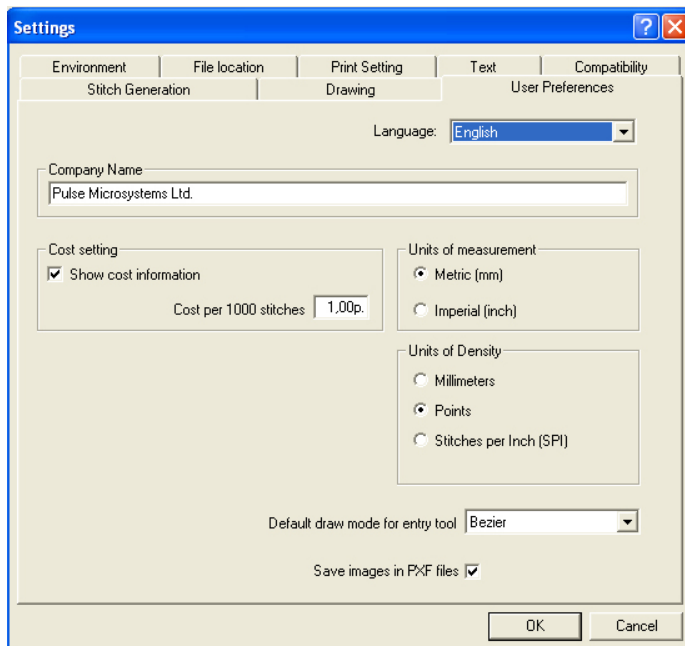 Settings
Environment File location Print Setting Text Compatibility
Stitch Generation Drawing User Preferences
Language: English
Company Name
Pulse Microsystems Ltd.
Cost setting
Show cost information
Cost per 1000 stitches 1,00p.
Units of measurement
Metric (mm)
Imperial (inch)
Units of Density
Millimeters
Points
Stitches per Inch (SPI)
Default draw mode for entry tool Bezier
Save images in PXF files
OK Cancel